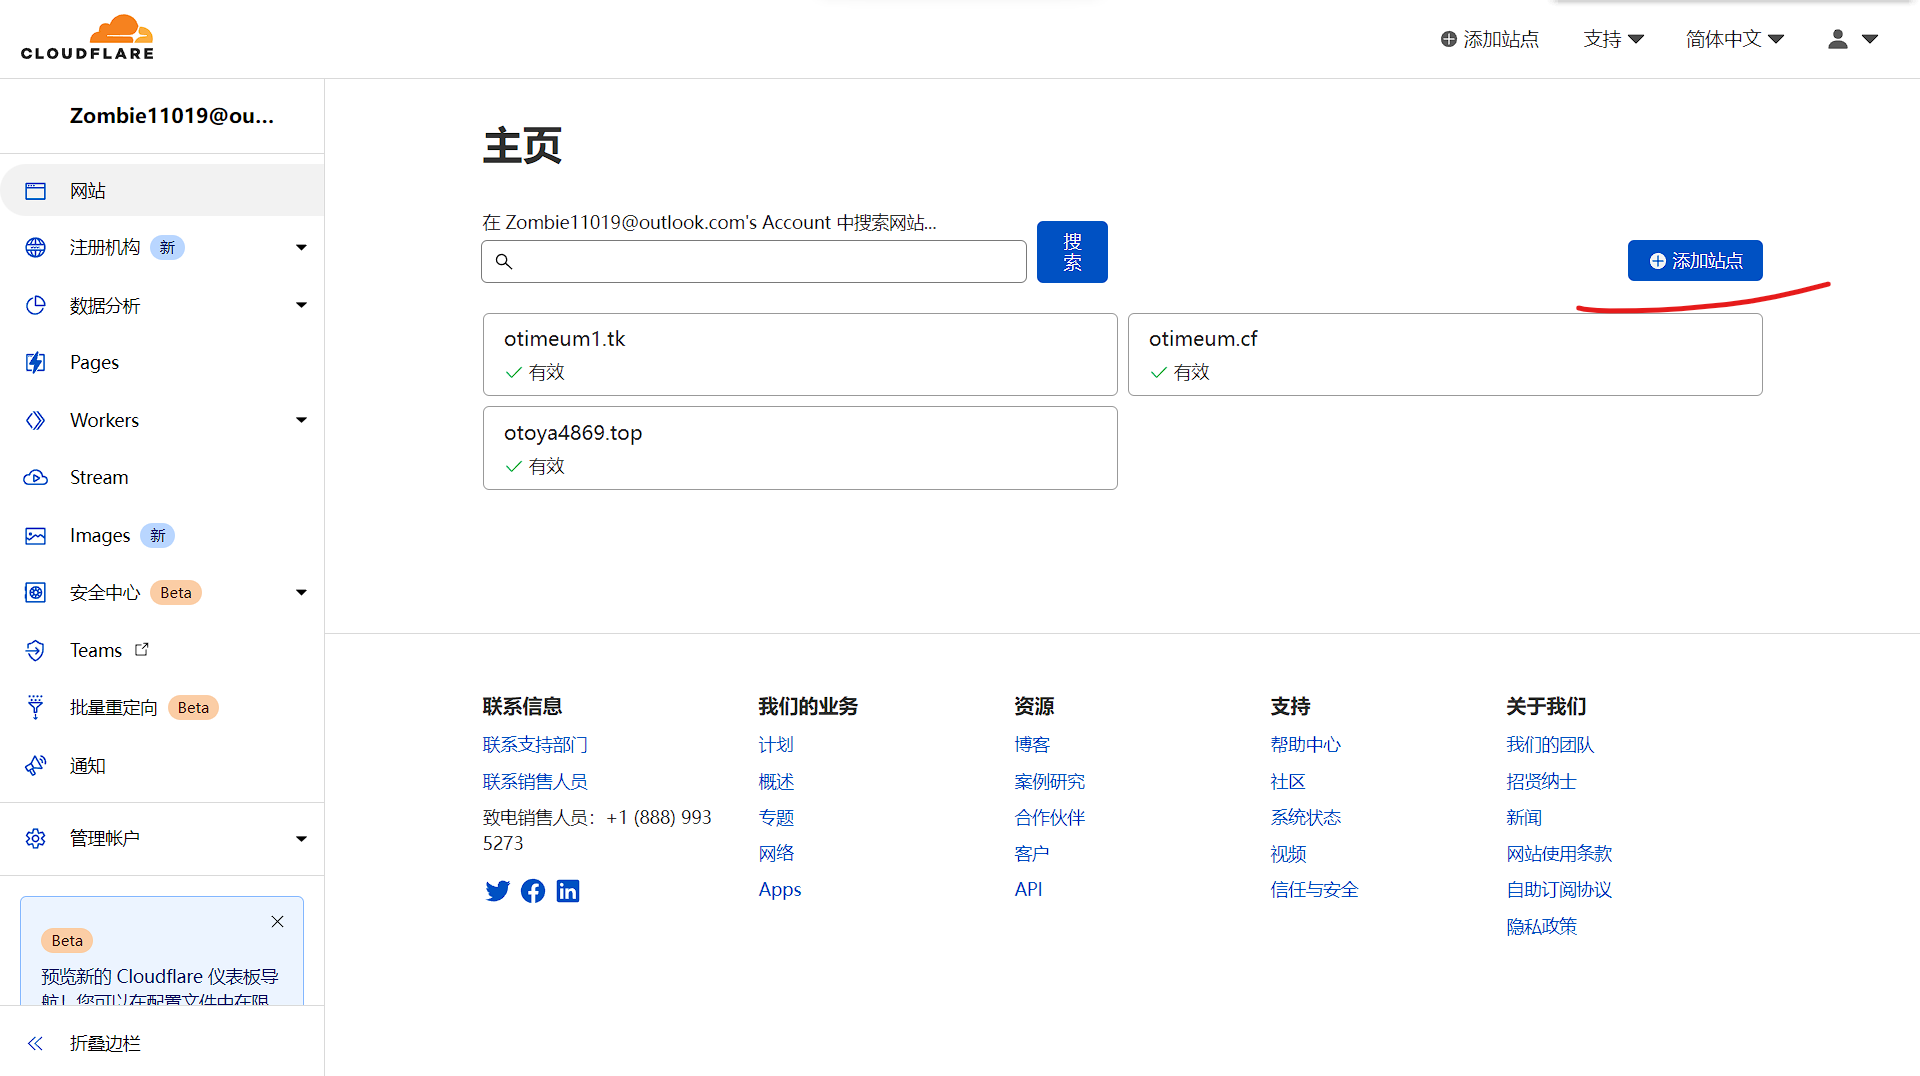 CLOUDFLARE
添加站点
支持
简体中文
Zombie11019@ou...
网站
注册机构 新
数据分析
Pages
Workers
Stream
Images 新
安全中心 Beta
Teams
批量重定向 Beta
通知
管理帐户
Beta
预览新的 Cloudflare 仪表板导
航！您可以在配置文件中在限
折叠边栏
主页
在 Zombie11019@outlook.com's Account 中搜索网站...
搜
索
添加站点
otimeum1.tk
有效
otimeum.cf
有效
otoya4869.top
有效
联系信息
联系支持部门
联系销售人员
致电销售人员：+1 (888) 993
5273
我们的业务
计划
概述
专题
网络
Apps
资源
博客
案例研究
合作伙伴
客户
API
支持
帮助中心
社区
系统状态
视频
信任与安全
关于我们
我们的团队
招贤纳士
新闻
网站使用条款
自助订阅协议
隐私政策